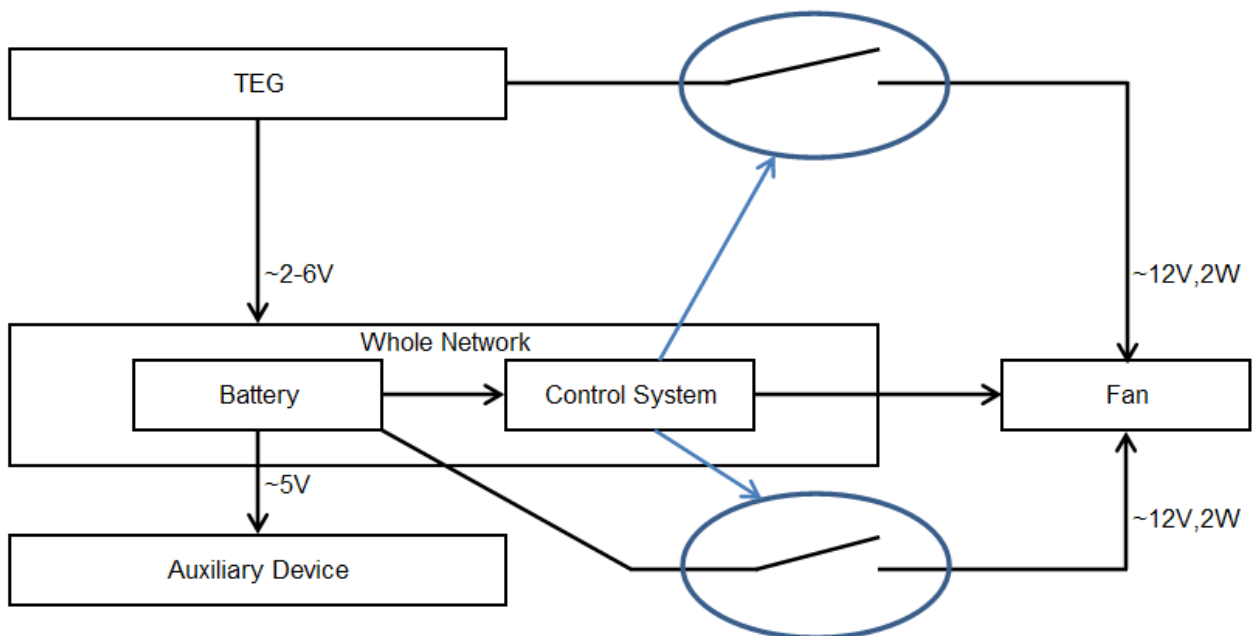 TEG
~2-6V
~12V,2W
Whole Network
Battery
Control System
Fan
~5V
~12V,2W
Auxiliary Device